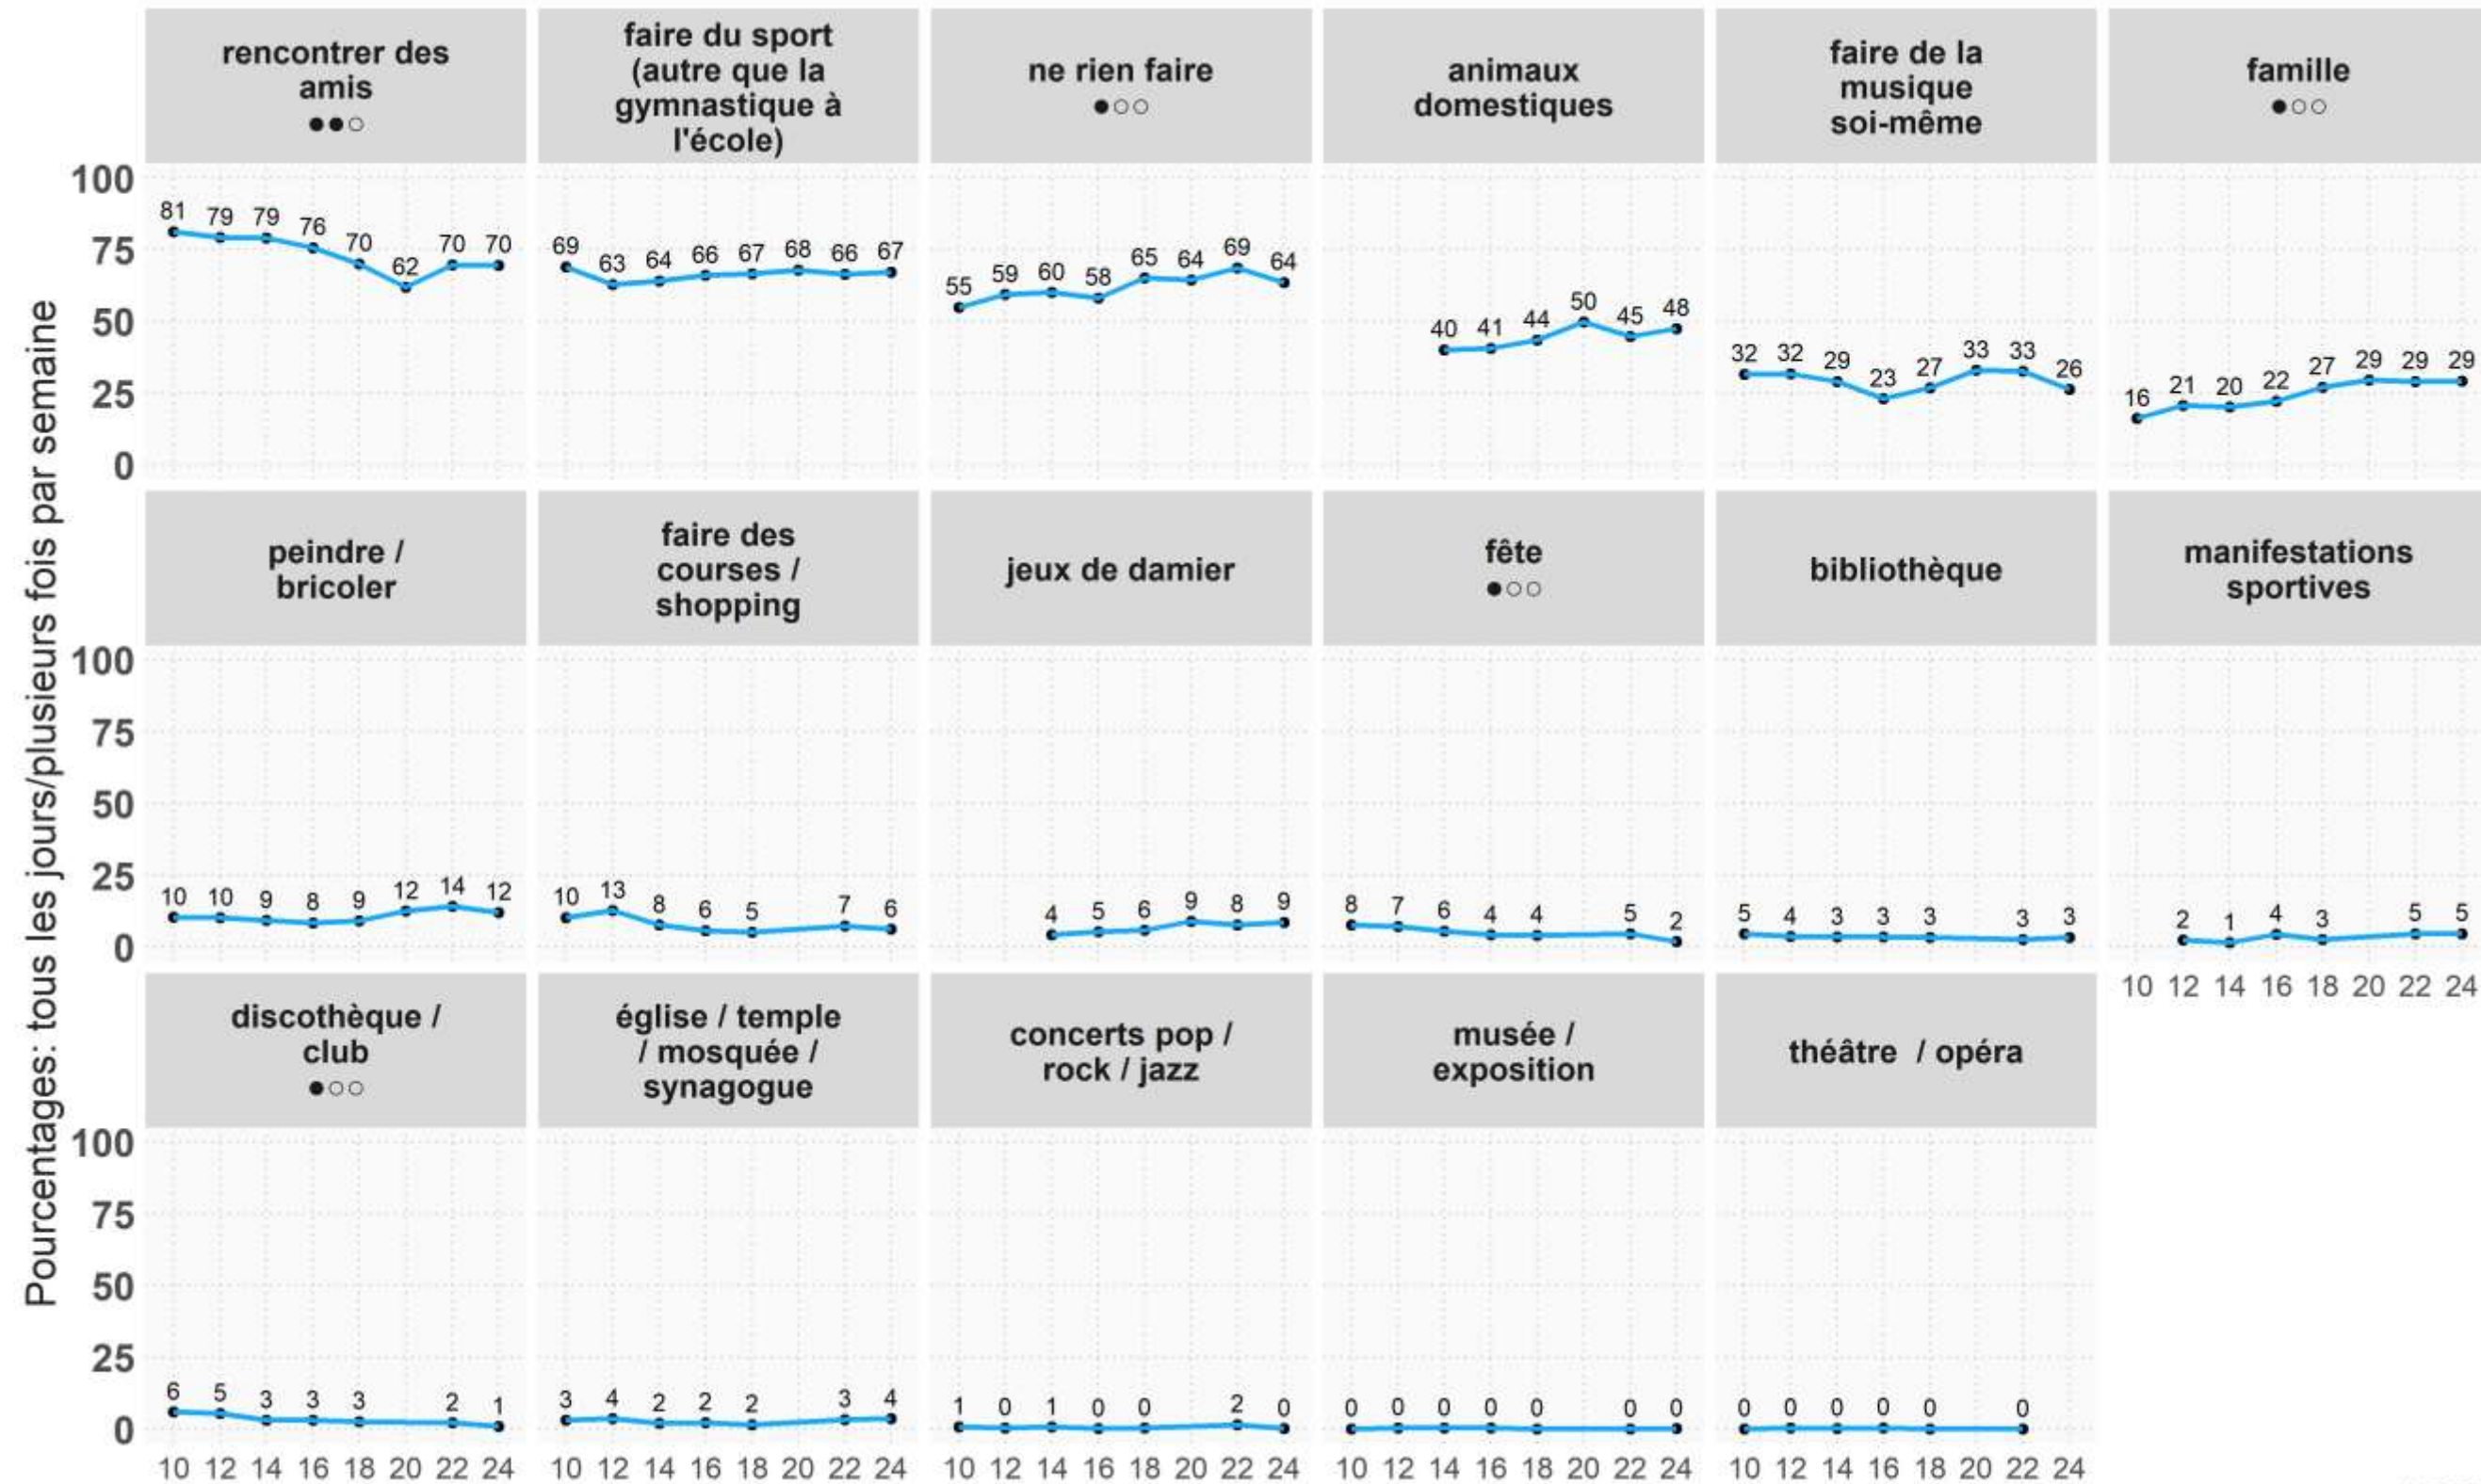 Pourcentages: tous les jours/plusieurs fois par semaine
rencontrer des
amis
●●○
faire du sport
(autre que la
gymnastique à
l'école)
ne rien faire
●○○
animaux
domestiques
faire de la
musique
soi-même
famille
●○○
100
75
50
25
0
81 79 79 76 70 62 70 70
69 63 64 66 67 68 66 67
55 59 60 58 65 64 69 64
40 41 44 50 45 48
32 32 29 23 27 33 33 26
16 21 20 22 27 29 29 29
peindre /
bricoler
faire des
courses /
shopping
jeux de damier
fête
●○○
bibliothèque
manifestations
sportives
100
75
50
25
0
10 10 9 8 9 12 14 12
10 13 8 6 5 7 6
4 5 6 9 8 9
8 7 6 4 4 5 2
5 4 3 3 3 3 3
2 1 4 3 5 5
10 12 14 16 18 20 22 24
discothèque /
club
●○○
église / temple
/ mosquée /
synagogue
concerts pop /
rock / jazz
musée /
exposition
théâtre / opéra
100
75
50
25
0
6 5 3 3 3 2 1
3 4 2 2 2 3 4
1 0 1 0 0 2 0
0 0 0 0 0 0 0
0 0 0 0 0 0
10 12 14 16 18 20 22 24
10 12 14 16 18 20 22 24
10 12 14 16 18 20 22 24
10 12 14 16 18 20 22 24
10 12 14 16 18 20 22 24